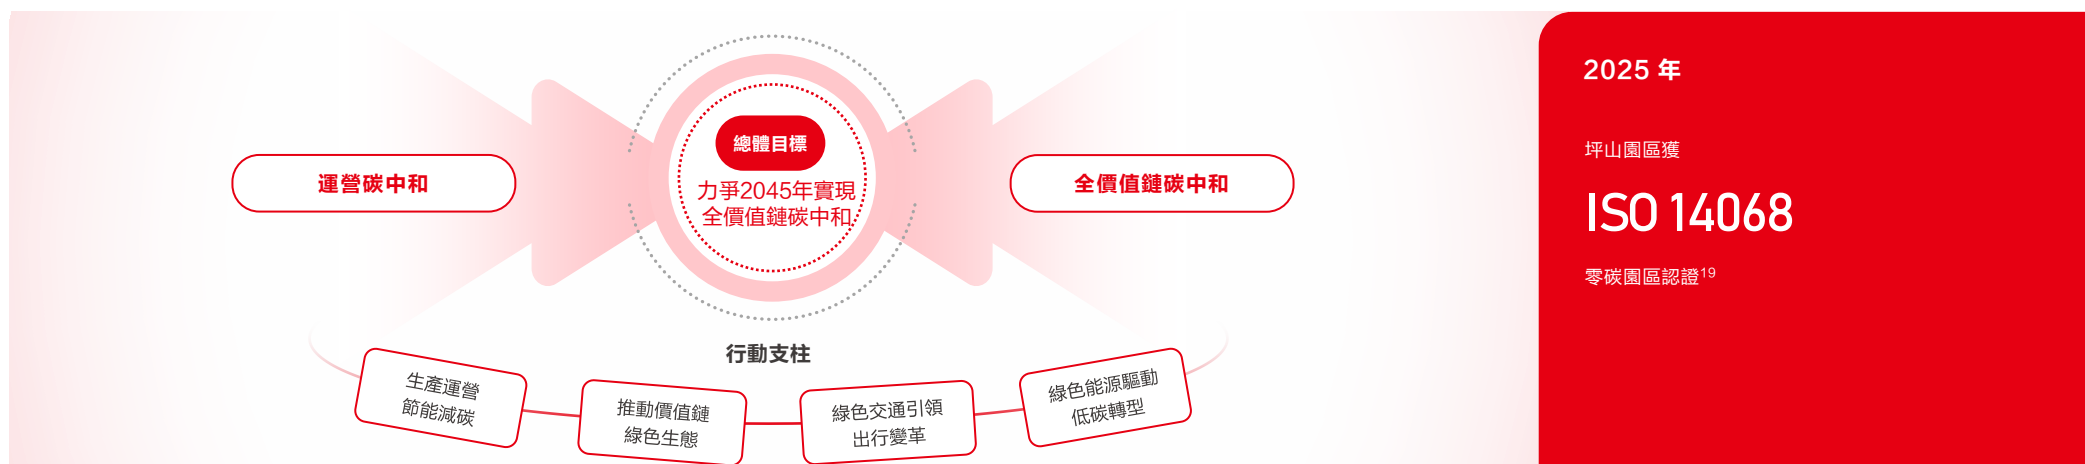 總體目標
力爭2045年實現
全價值鏈碳中和
運營碳中和
全價值鏈碳中和
行動支柱
生產運營
節能減碳
推動價值鏈
綠色生態
綠色交通引領
出行變革
綠色能源驅動
低碳轉型
2025 年
坪山園區獲
ISO 14068
零碳園區認證19